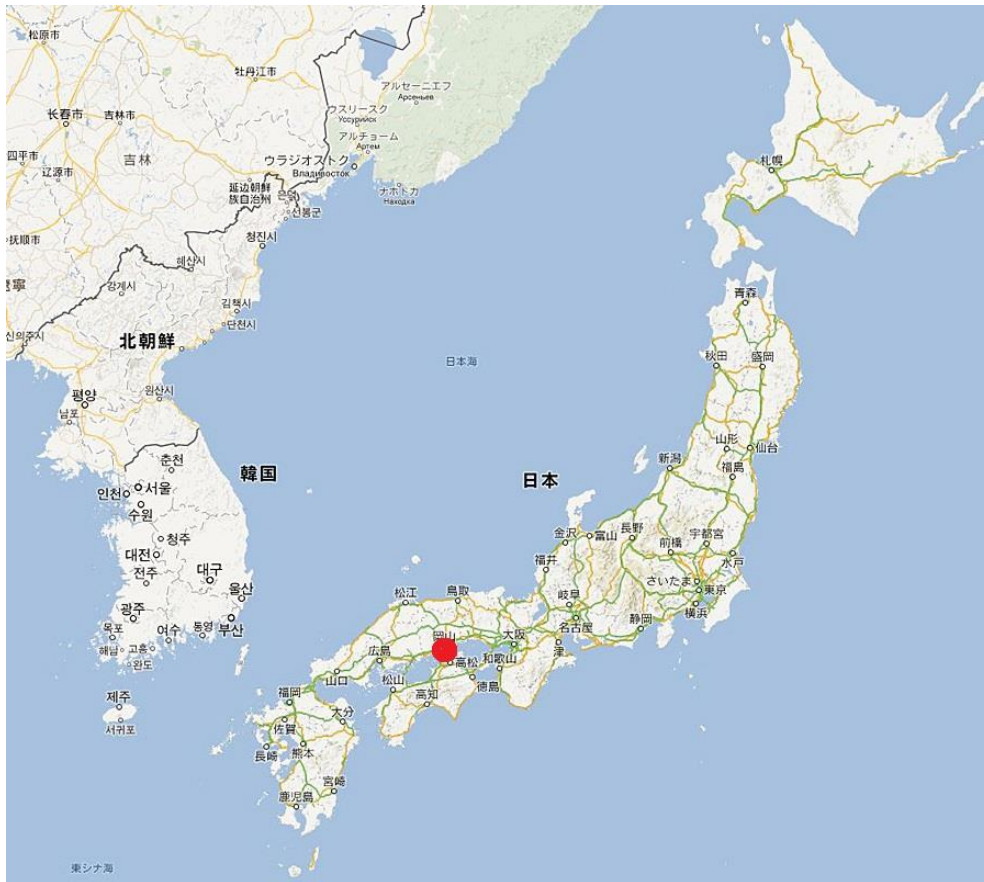 松原市
牡丹江市
アルセーニエフ
Арсеньев
长春市
吉林市
ウスリースク
Уссурийск
アルチョーム
Артем
四平市
吉林
辽源市
ウラジオストク
Владивосток
延边朝鲜
族自治州
은덕
ナホトカ
Находка
선봉군
抚顺市
청진시
혜산시
辽宁
강계시
김책시
단천시
신의주시
北朝鮮
원산시
평양
남포
日本海
札幌
青森
秋田
盛岡
山形
仙台
新潟
福島
춘천
韓国
日本
인천
서울
수원
청주
대전
전주
대구
울산
광주
목포
여수
통영
부산
해남
고흥
완도
제주
서귀포
金沢
富山
長野
前橋
宇都宮
水戸
福井
さいたま
東京
横浜
岐阜
名古屋
静岡
津
松江
鳥取
岡山
大阪
広島
高松
和歌山
山口
松山
徳島
高知
福岡
大分
佐賀
長崎
熊本
宮崎
鹿児島
東シナ海